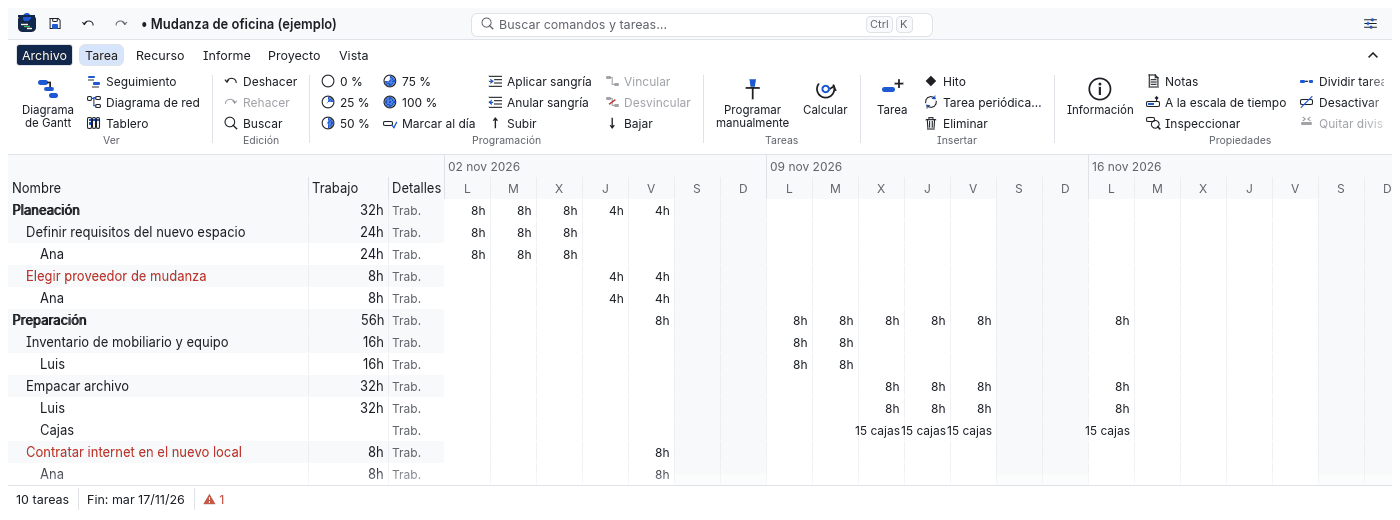 • Mudanza de oficina (ejemplo)
Buscar comandos y tareas...
Ctrl K
Archivo Tarea Recurso Informe Proyecto Vista
Diagrama de Gantt
Seguimiento
Diagrama de red
Tablero
Ver
Deshacer
Rehacer
Buscar
Edición
0 % 75 % Aplicar sangría Vincular
25 % 100 % Anular sangría Desvincular
50 % Marcar al día Subir Bajar
Programación
Programar manualmente
Calcular
Tareas
Tarea
Hito
Tarea periódica...
Eliminar
Insertar
Información
Notas
A la escala de tiempo
Inspeccionar
Dividir tarea
Desactivar
Quitar divis
Propiedades
02 nov 2026 09 nov 2026 16 nov 2026
Nombre Trabajo Detalles L M X J V S D L M X J V S D L M X J V S D
Planeación 32h Trab. 8h 8h 8h 4h 4h
Definir requisitos del nuevo espacio 24h Trab. 8h 8h 8h
Ana 24h Trab. 8h 8h 8h
Elegir proveedor de mudanza 8h Trab. 4h 4h
Ana 8h Trab. 4h 4h
Preparación 56h Trab. 8h 8h 8h 8h 8h 8h 8h
Inventario de mobiliario y equipo 16h Trab. 8h 8h
Luis 16h Trab. 8h 8h
Empacar archivo 32h Trab. 8h 8h 8h 8h
Luis 32h Trab. 8h 8h 8h 8h
Cajas Trab. 15 cajas 15 cajas 15 cajas 15 cajas
Contratar internet en el nuevo local 8h Trab. 8h
Ana 8h Trab. 8h
10 tareas Fin: mar 17/11/26 1